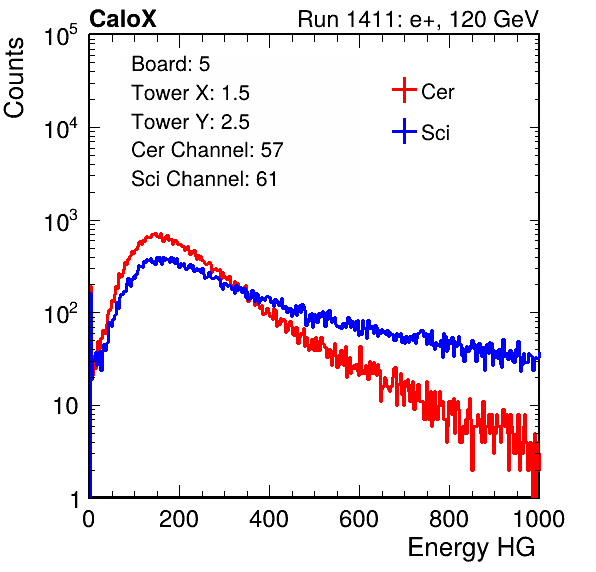 CaloX
Run 1411: e+, 120 GeV
Counts
10^5
10^4
10^3
10^2
10
1
Board: 5
Tower X: 1.5
Tower Y: 2.5
Cer Channel: 57
Sci Channel: 61
Cer
Sci
0 200 400 600 800 1000
Energy HG